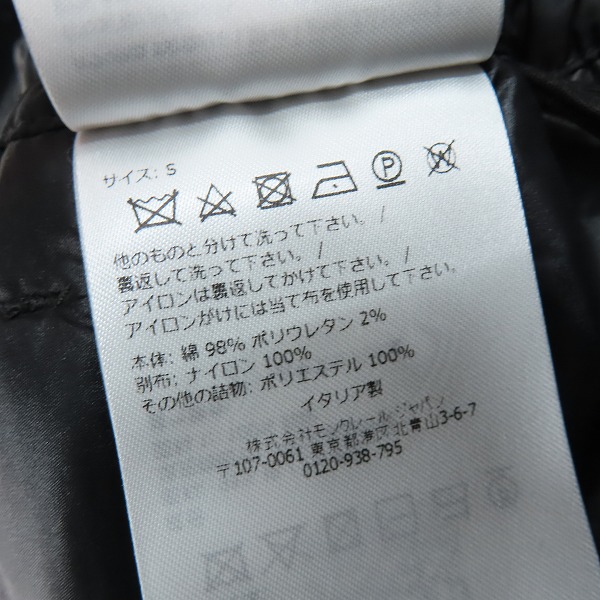 サイズ: S
P W
他のものと分けて洗って下さい。 /
裏返して洗って下さい。 /
アイロンは裏返してかけて下さい。 /
アイロンがけには当て布を使用して下さい。
本体: 綿 98% ポリウレタン 2%
別布: ナイロン 100%
その他の詰物: ポリエステル 100%
イタリア製
株式会社モンクレール ジャパン
〒107-0061 東京都港区北青山3-6-7
0120-938-795